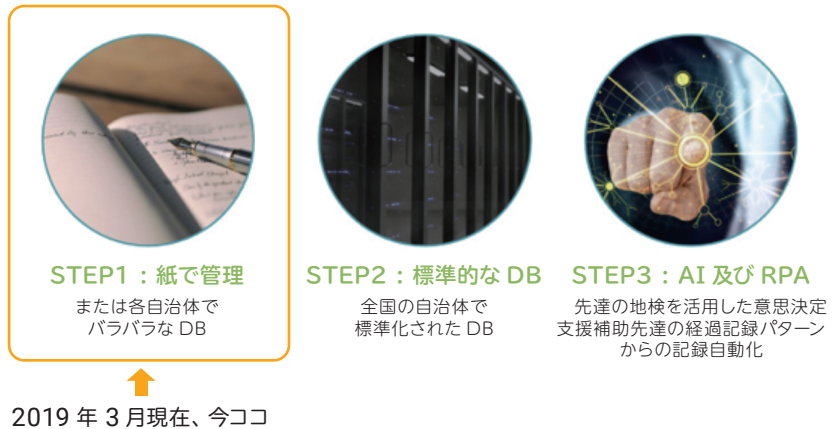 STEP1：紙で管理
または各自治体で
バラバラな DB
STEP2：標準的な DB
全国の自治体で
標準化された DB
STEP3：AI 及び RPA
先達の地検を活用した意思決定
支援補助先達の経過記録パターン
からの記録自動化
2019 年 3 月現在、今ココ